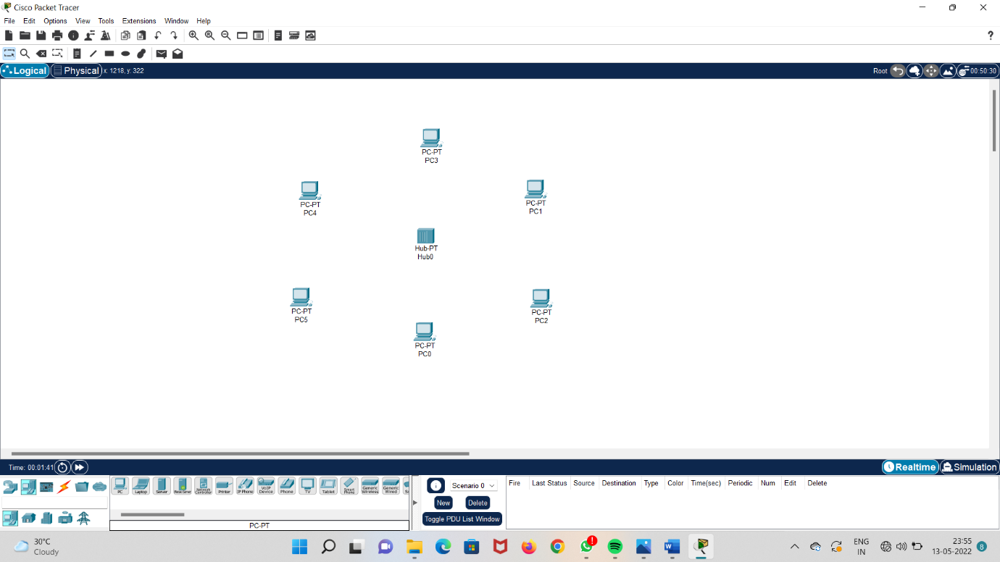 Cisco Packet Tracer
File Edit Options View Tools Extensions Window Help
Logical Physical x: 1218, y: 322 Root 00:50:30
PC-PT
PC3
PC-PT
PC4
PC-PT
PC1
Hub-PT
Hub0
PC-PT
PC5
PC-PT
PC2
PC-PT
PC0
Time: 00:01:41 Realtime Simulation
PC Laptop Server Printer IP Phone VoIP Device Phone TV Tablet Smart Phone Generic Wireless Generic Wired
Scenario 0
New Delete
Toggle PDU List Window
Fire Last Status Source Destination Type Color Time(sec) Periodic Num Edit Delete
PC-PT
30°C
Cloudy
ENG
IN
23:55
13-05-2022
8